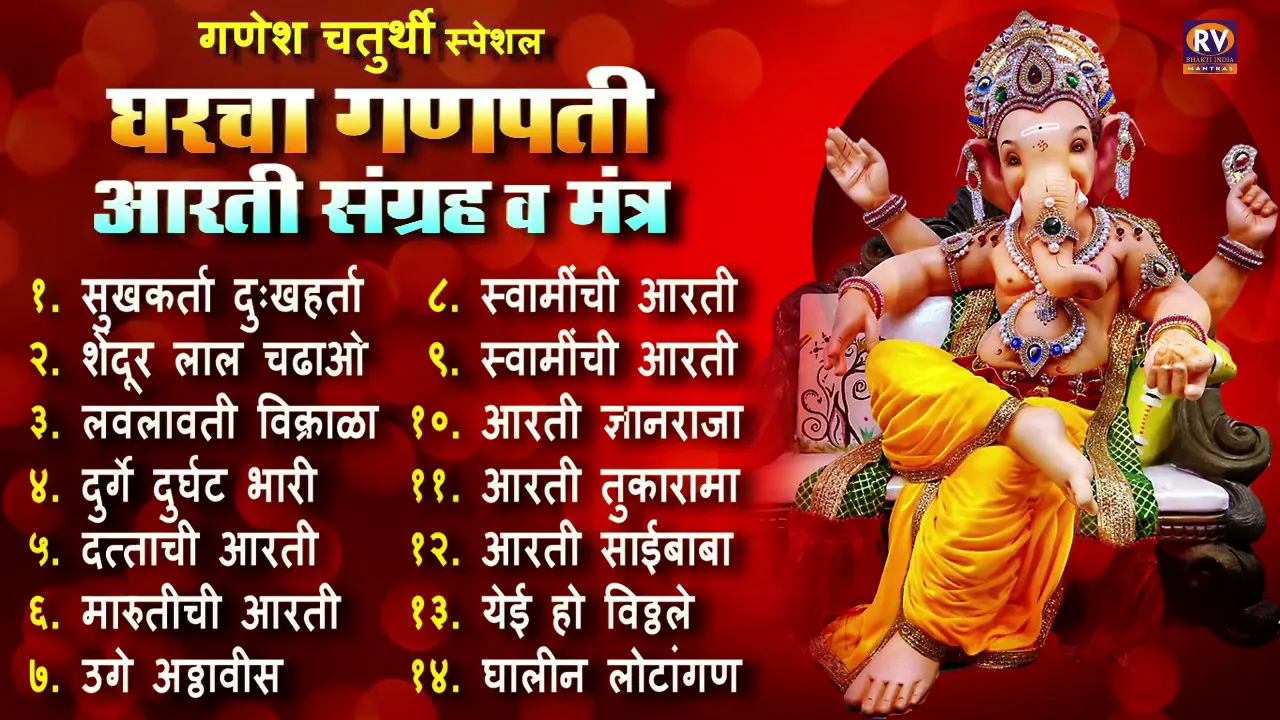 गणेश चतुर्थी स्पेशल
घरचा गणपती
आरती संग्रह व मंत्र
१. सुखकर्ता दुःखहर्ता
२. शेंदूर लाल चढाओ
३. लवलावती विक्राळा
४. दुर्गे दुर्घट भारी
५. दत्ताची आरती
६. मारुतीची आरती
७. उगे अठ्ठावीस
८. स्वामींची आरती
९. स्वामींची आरती
१०. आरती ज्ञानराजा
११. आरती तुकारामा
१२. आरती साईबाबा
१३. येई हो विठ्ठले
१४. घालीन लोटांगण
RV
BHAKTI INDIA
MANTRAS